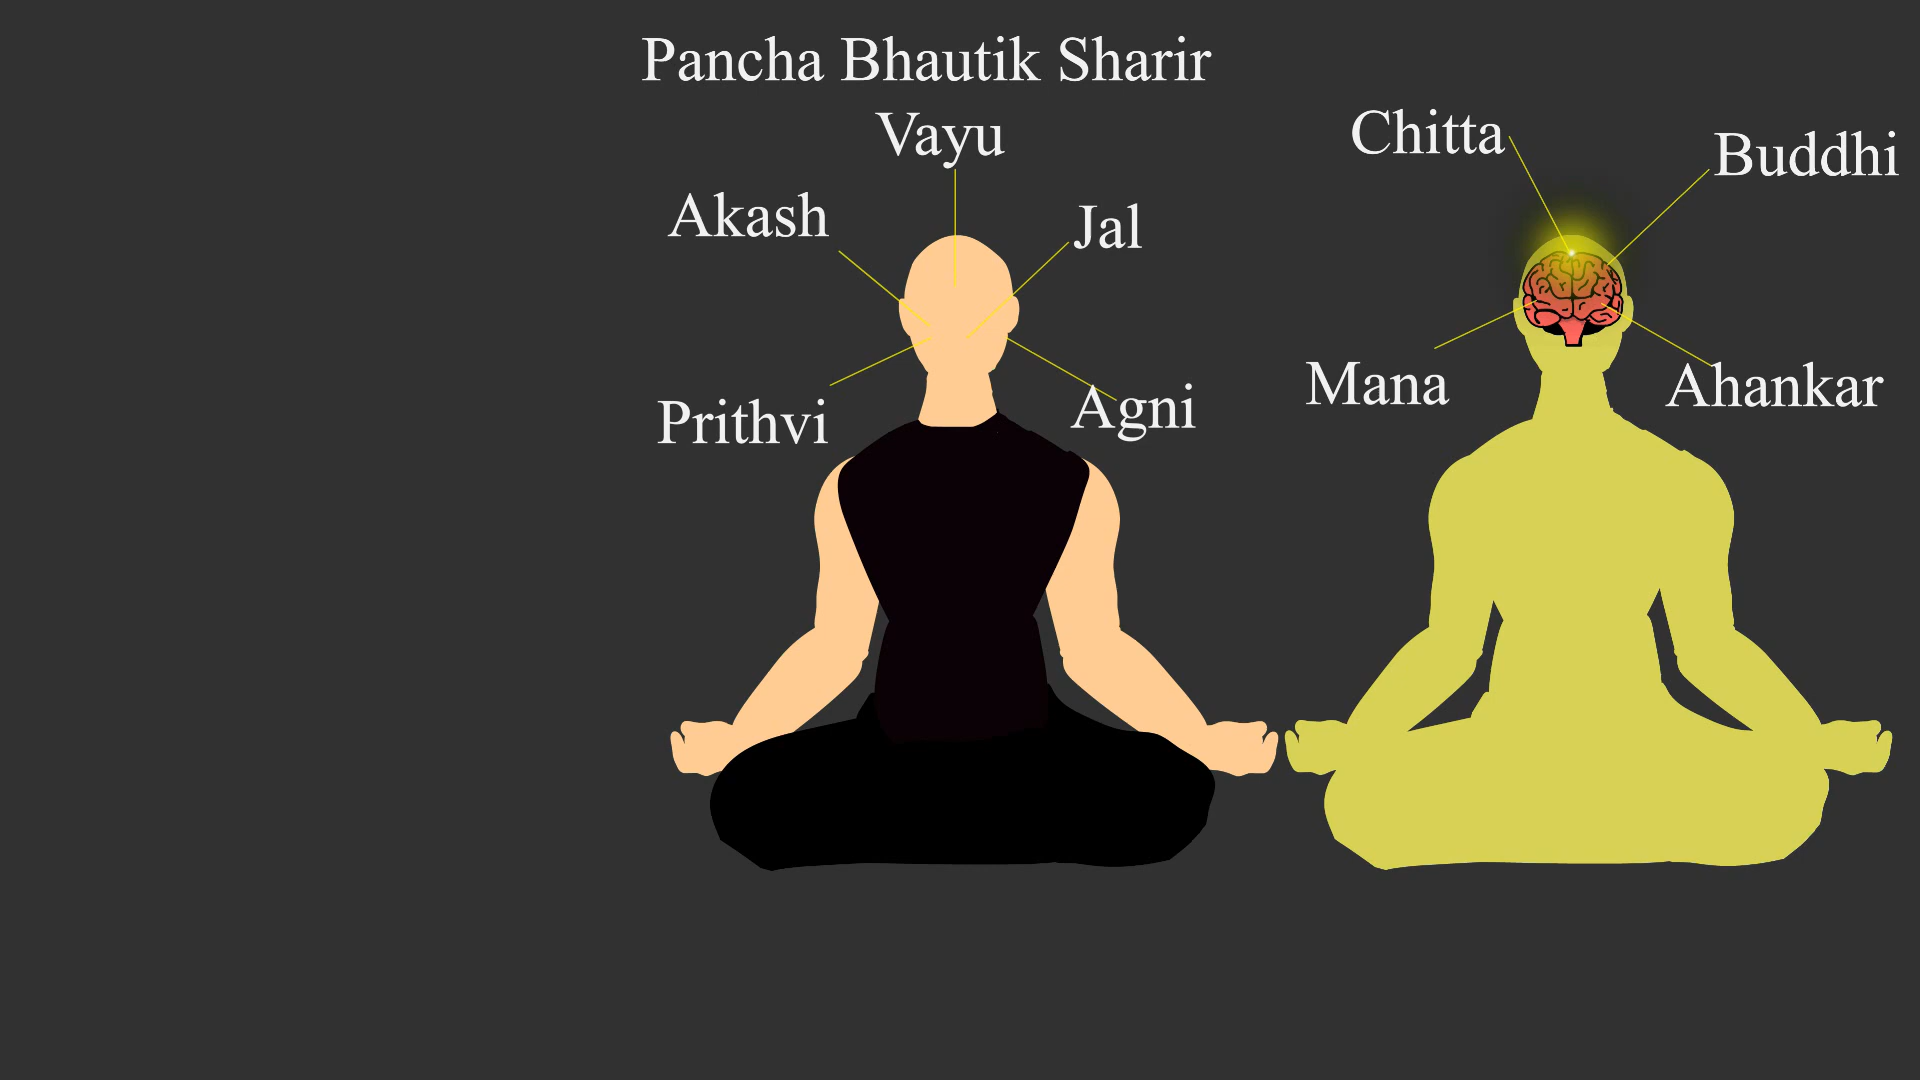 Pancha Bhautik Sharir
Vayu
Akash
Jal
Prithvi
Agni
Chitta
Buddhi
Mana
Ahankar